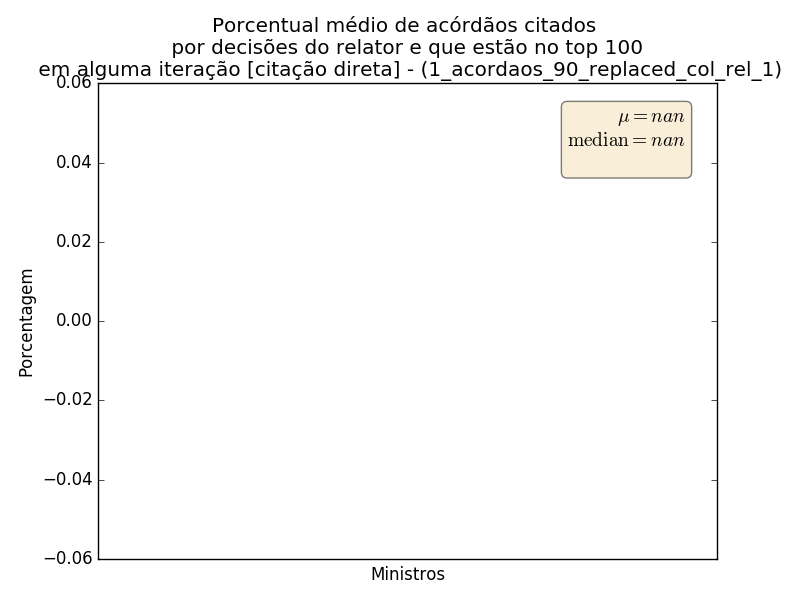 Porcentual médio de acórdãos citados
por decisões do relator e que estão no top 100
em alguma iteração [citação direta] - (1_acordaos_90_replaced_col_rel_1)
0.06
μ = nan
median = nan
0.04
0.02
0.00
−0.02
−0.04
−0.06
Porcentagem
Ministros